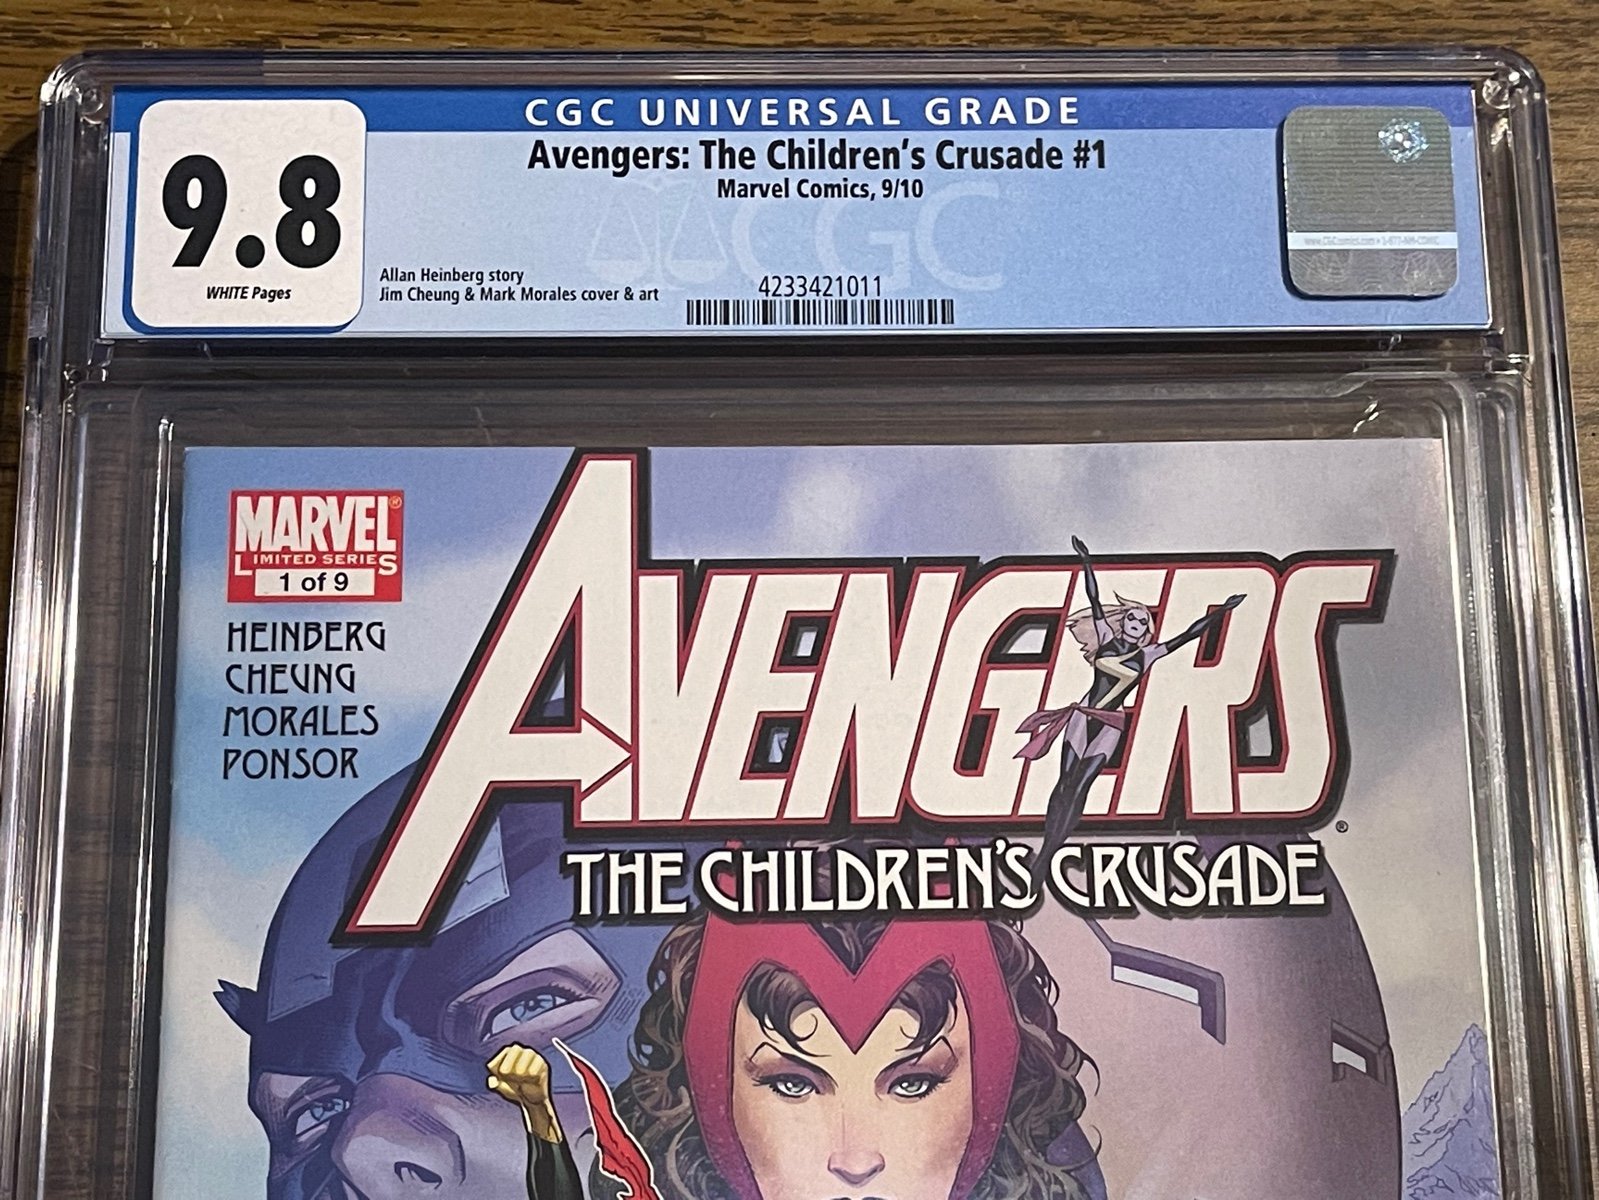 CGC UNIVERSAL GRADE
9.8
WHITE Pages
Avengers: The Children's Crusade #1
Marvel Comics, 9/10
CGC
Allan Heinberg story
Jim Cheung & Mark Morales cover & art
4233421011
MARVEL
LIMITED SERIES
1 of 9
HEINBERG
CHEUNG
MORALES
PONSOR
AVENGERS
THE CHILDREN'S CRUSADE